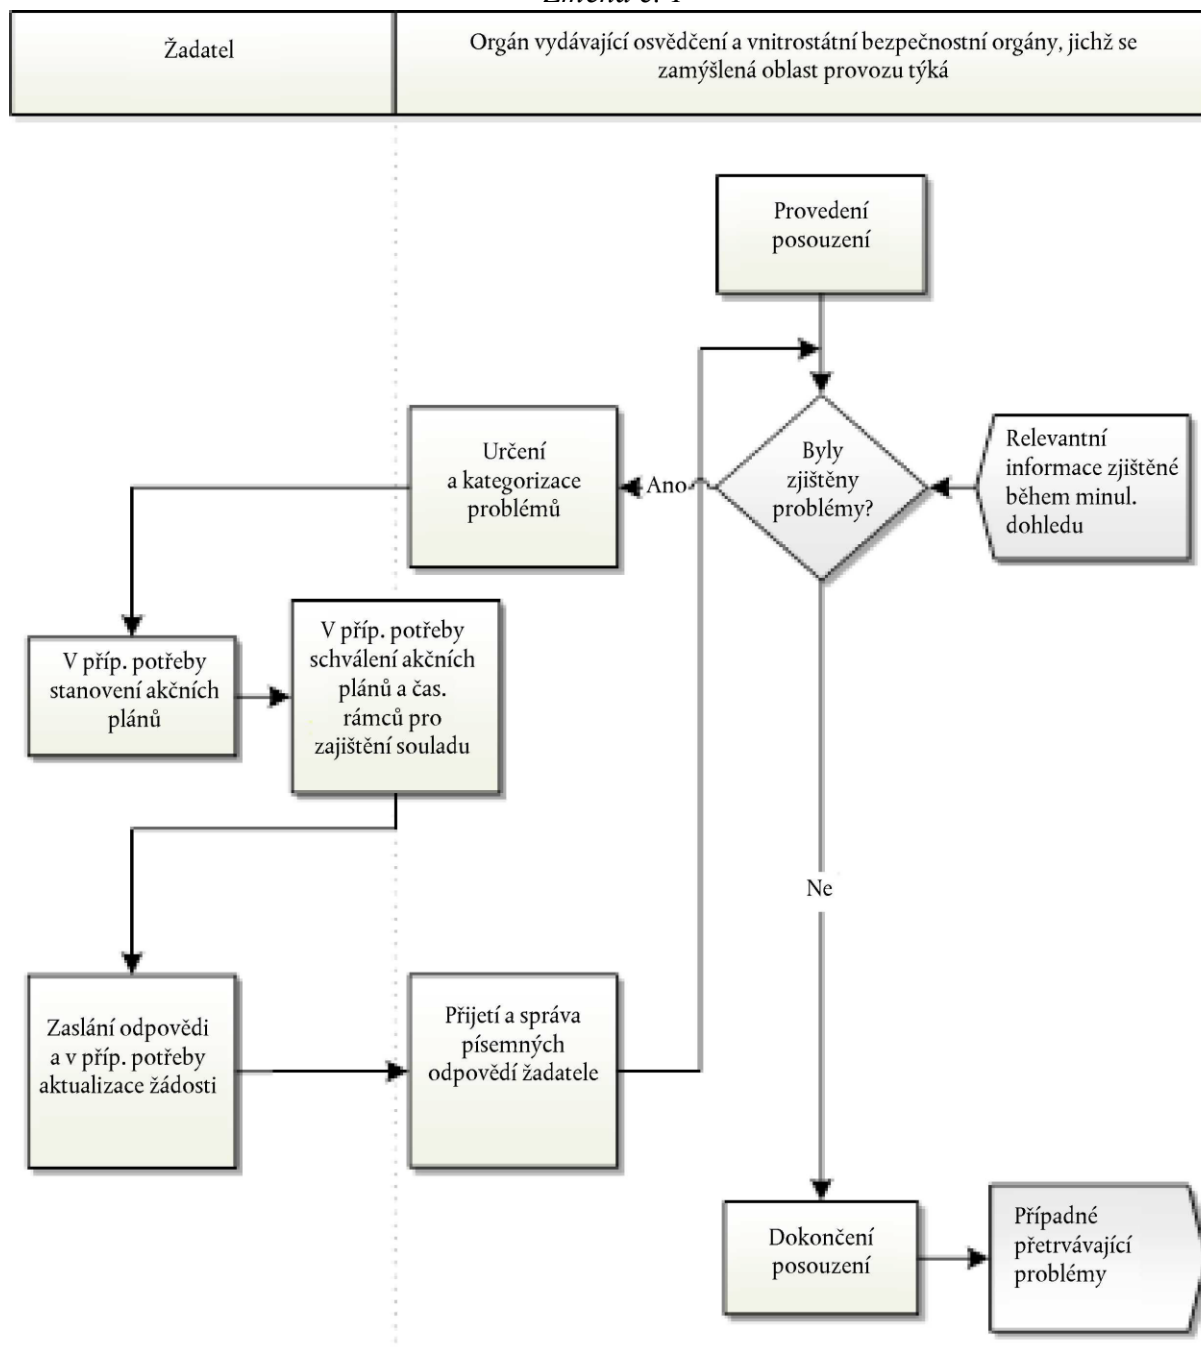 Žadatel
Orgán vydávající osvědčení a vnitrostátní bezpečnostní orgány, jichž se
zamýšlená oblast provozu týká
Provedení
posouzení
Byly
zjištěny
problémy?
Relevantní
informace zjištěné
během minul.
dohledu
Ano
Určení
a kategorizace
problémů
V příp. potřeby
stanovení akčních
plánů
V příp. potřeby
schválení akčních
plánů a čas.
rámců pro
zajištění souladu
Ne
Zaslání odpovědi
a v příp. potřeby
aktualizace žádosti
Přijetí a správa
písemných
odpovědí žadatele
Dokončení
posouzení
Případné
přetrvávající
problémy